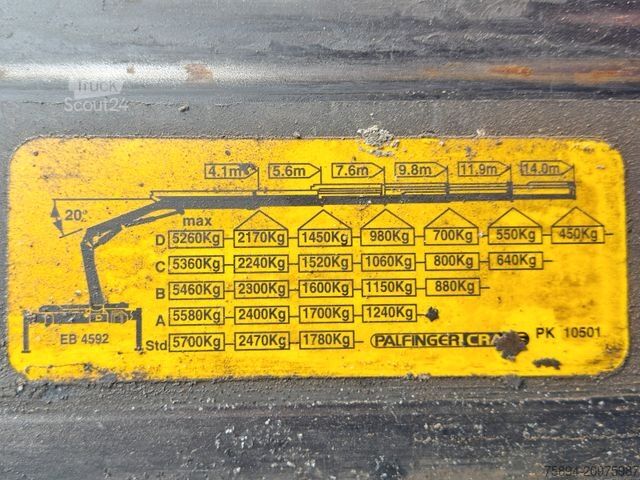 Truck
Scout24
4.1m 5.6m 7.6m 9.8m 11.9m 14.0m
20°
max
D 5260Kg 2170Kg 1450Kg 980Kg 700Kg 550Kg 450Kg
C 5360Kg 2240Kg 1520Kg 1060Kg 800Kg 640Kg
B 5460Kg 2300Kg 1600Kg 1150Kg 880Kg
A 5580Kg 2400Kg 1700Kg 1240Kg
Std 5700Kg 2470Kg 1780Kg PALFINGER CRANE PK 10501
EB 4592